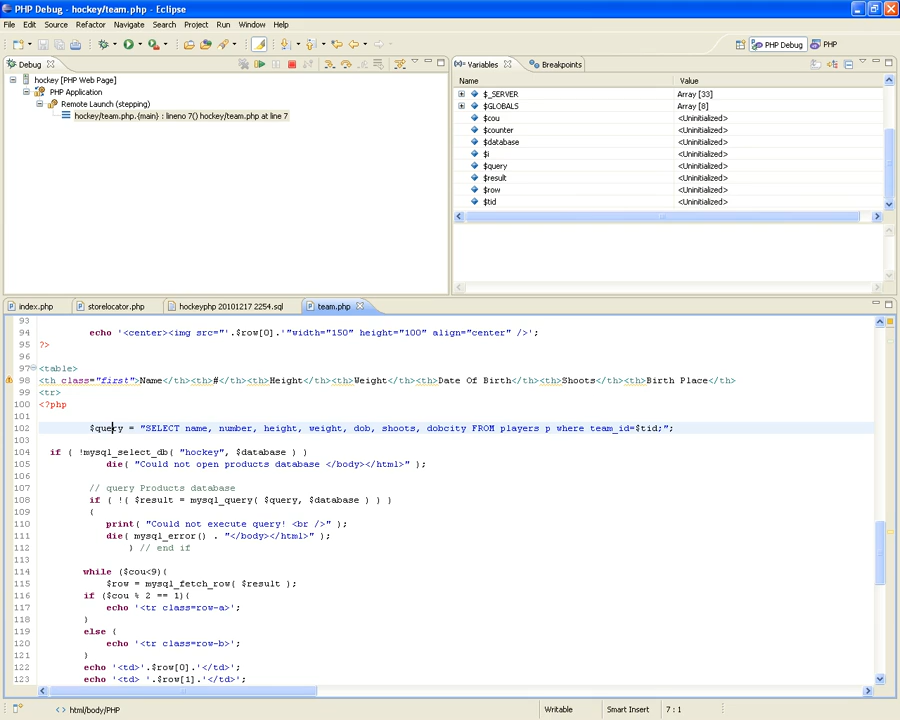 PHP Debug - hockey/team.php - Eclipse
File Edit Source Refactor Navigate Search Project Run Window Help
PHP Debug PHP
Debug
hockey [PHP Web Page]
PHP Application
Remote Launch (stepping)
hockey/team.php.{main} : lineno 7() hockey/team.php at line 7
(x)= Variables Breakpoints
Name Value
$_SERVER Array [33]
$GLOBALS Array [8]
$cou <Uninitialized>
$counter <Uninitialized>
$database <Uninitialized>
$i <Uninitialized>
$query <Uninitialized>
$result <Uninitialized>
$row <Uninitialized>
$tid <Uninitialized>
index.php storelocator.php hockeyphp 20101217 2254.sql team.php
93
94 echo '<center><img src="'.$row[0].'"width="150" height="100" align="center" />';
95 ?>
96
97 <table>
98 <th class="first">Name</th><th>#</th><th>Height</th><th>Weight</th><th>Date Of Birth</th><th>Shoots</th><th>Birth Place</th>
99 <tr>
100 <?php
101
102 $query = "SELECT name, number, height, weight, dob, shoots, dobcity FROM players p where team_id=$tid;";
103
104 if ( !mysql_select_db( "hockey", $database ) )
105 die( "Could not open products database </body></html>" );
106
107 // query Products database
108 if ( !( $result = mysql_query( $query, $database ) ) )
109 {
110 print( "Could not execute query! <br />" );
111 die( mysql_error() . "</body></html>" );
112 } // end if
113
114 while ($cou<9){
115 $row = mysql_fetch_row( $result );
116 if ($cou % 2 == 1){
117 echo '<tr class=row-a>';
118 }
119 else {
120 echo '<tr class=row-b>';
121 }
122 echo '<td>'.$row[0].'</td>';
123 echo '<td> '.$row[1].'</td>';
html/body/PHP Writable Smart Insert 7 : 1